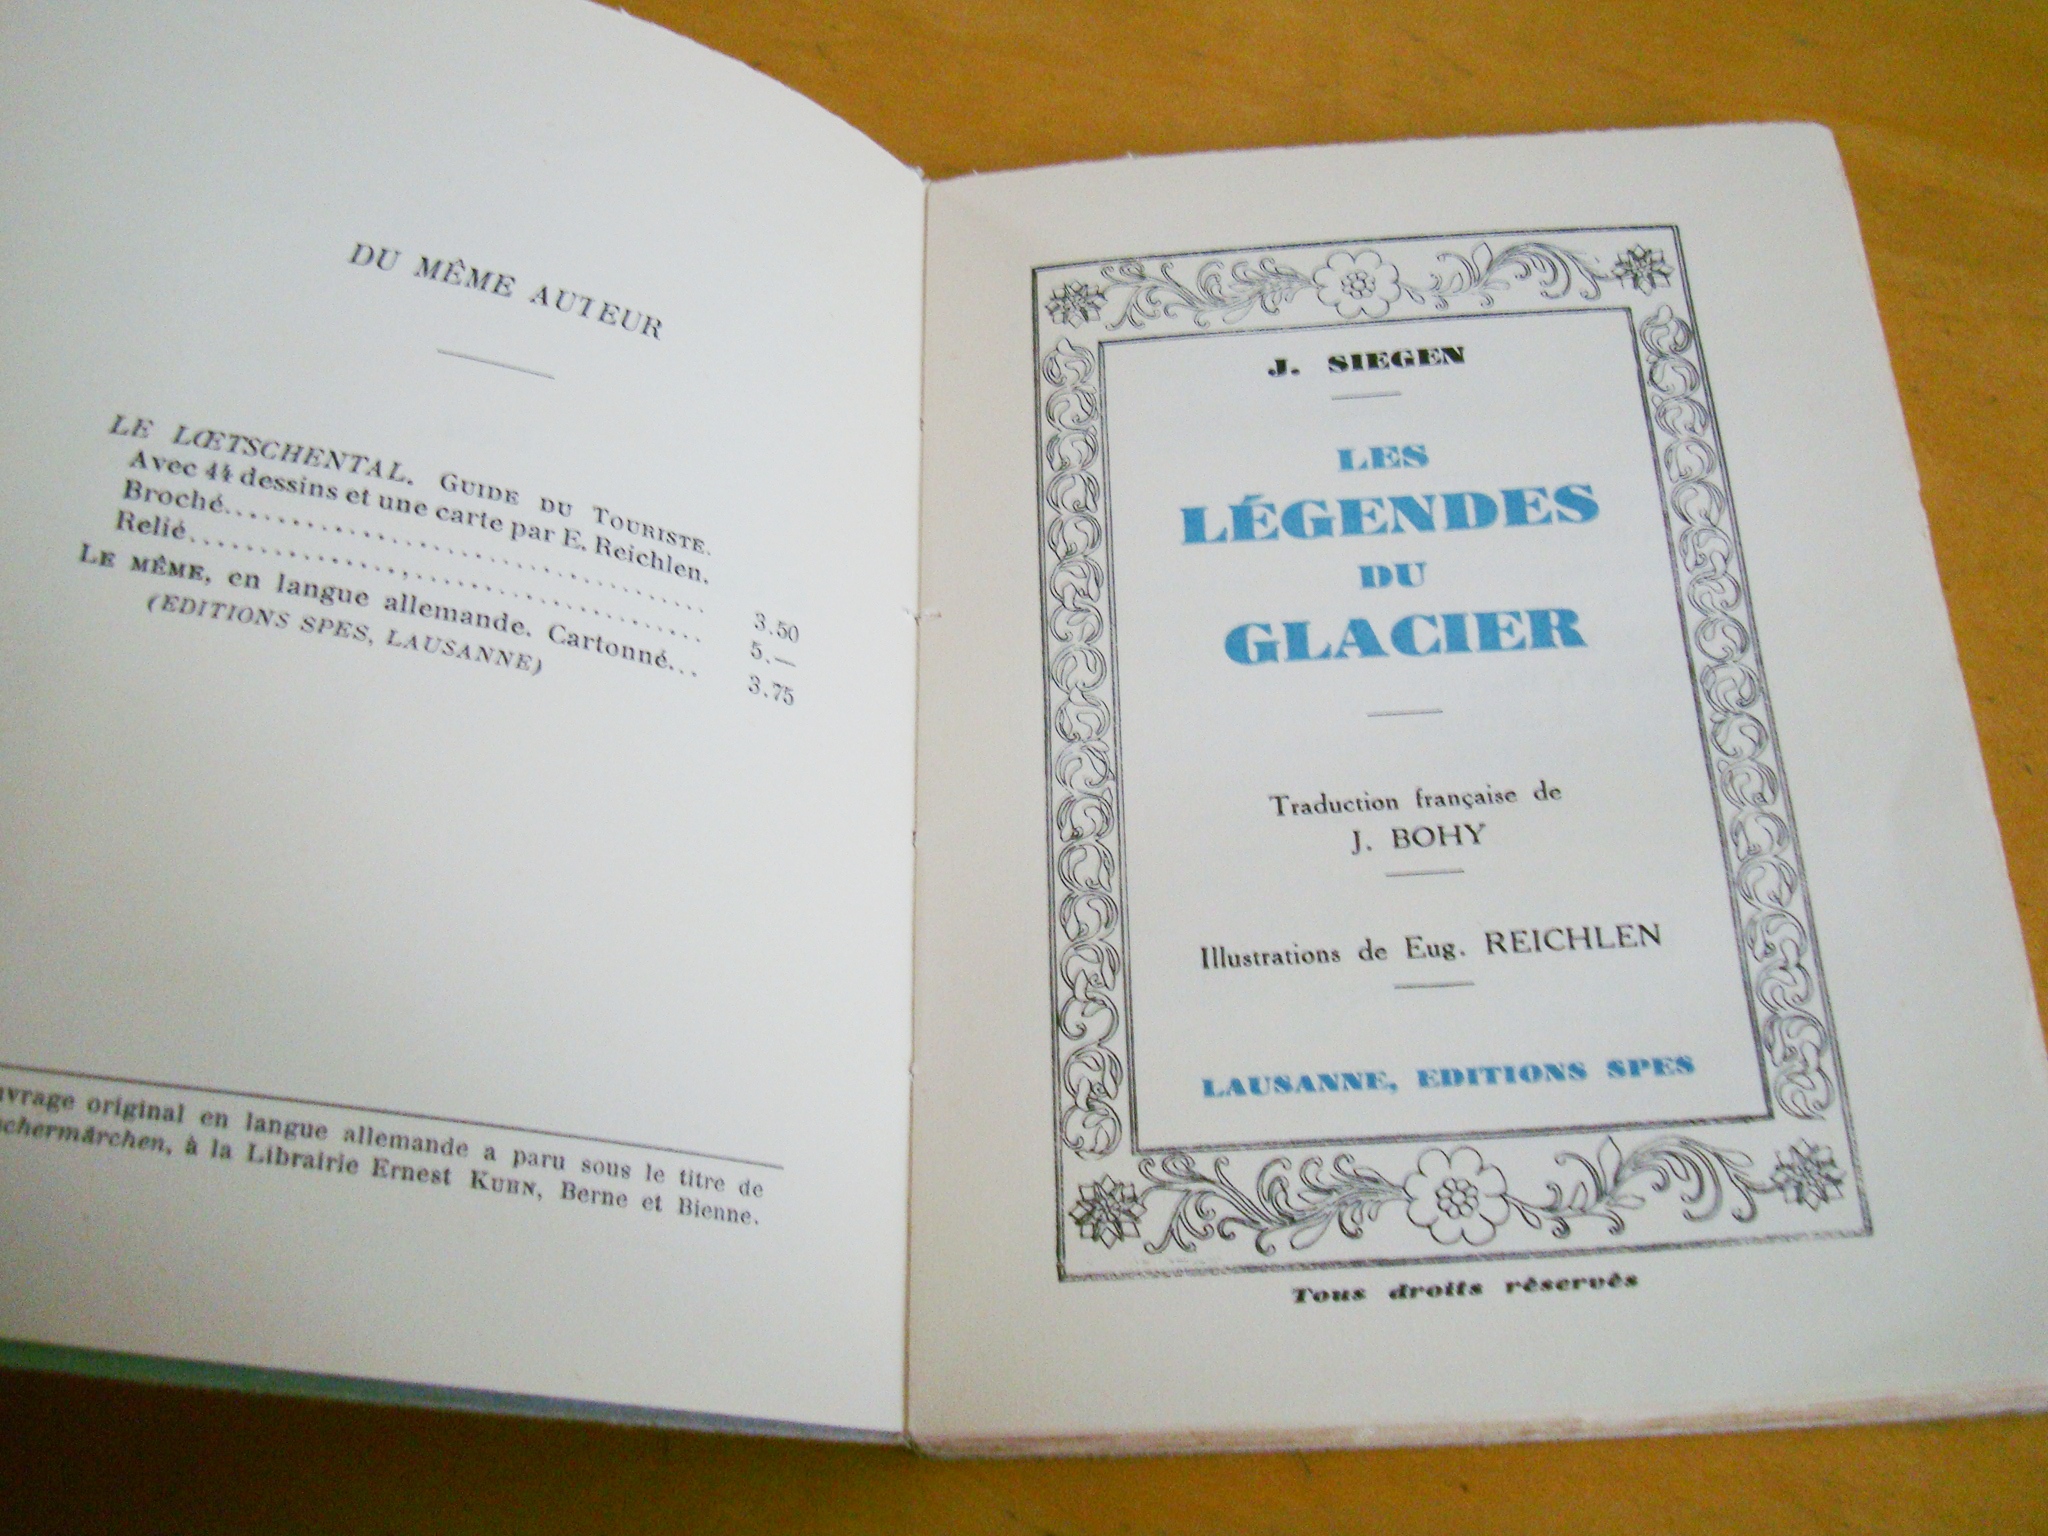 DU MÊME AUTEUR
LE LŒTSCHENTAL. GUIDE DU TOURISTE.
Avec 44 dessins et une carte par E. Reichlen.
Broché........................................ 3.50
Relié........................................ 5.—
LE MÊME, en langue allemande. Cartonné... 3.75
(EDITIONS SPES, LAUSANNE)
original en langue allemande a paru sous le titre de
à la Librairie Ernest KUHN, Berne et Bienne.
J. SIEGEN
LES
LÉGENDES
DU
GLACIER
Traduction française de
J. BOHY
Illustrations de Eug. REICHLEN
LAUSANNE, EDITIONS SPES
Tous droits réservés